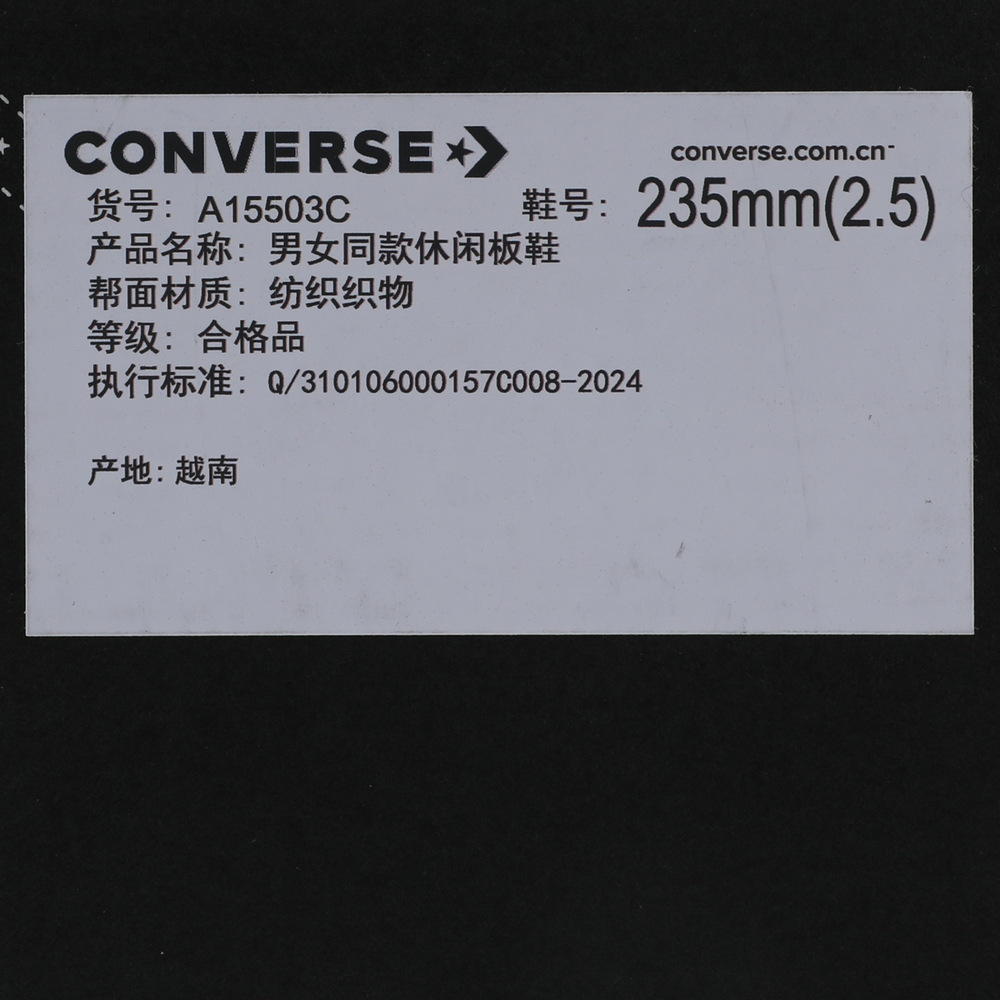 CONVERSE
converse.com.cn
货号: A15503C
鞋号: 235mm(2.5)
产品名称: 男女同款休闲板鞋
帮面材质: 纺织织物
等级: 合格品
执行标准: Q/310106000157C008-2024
产地: 越南